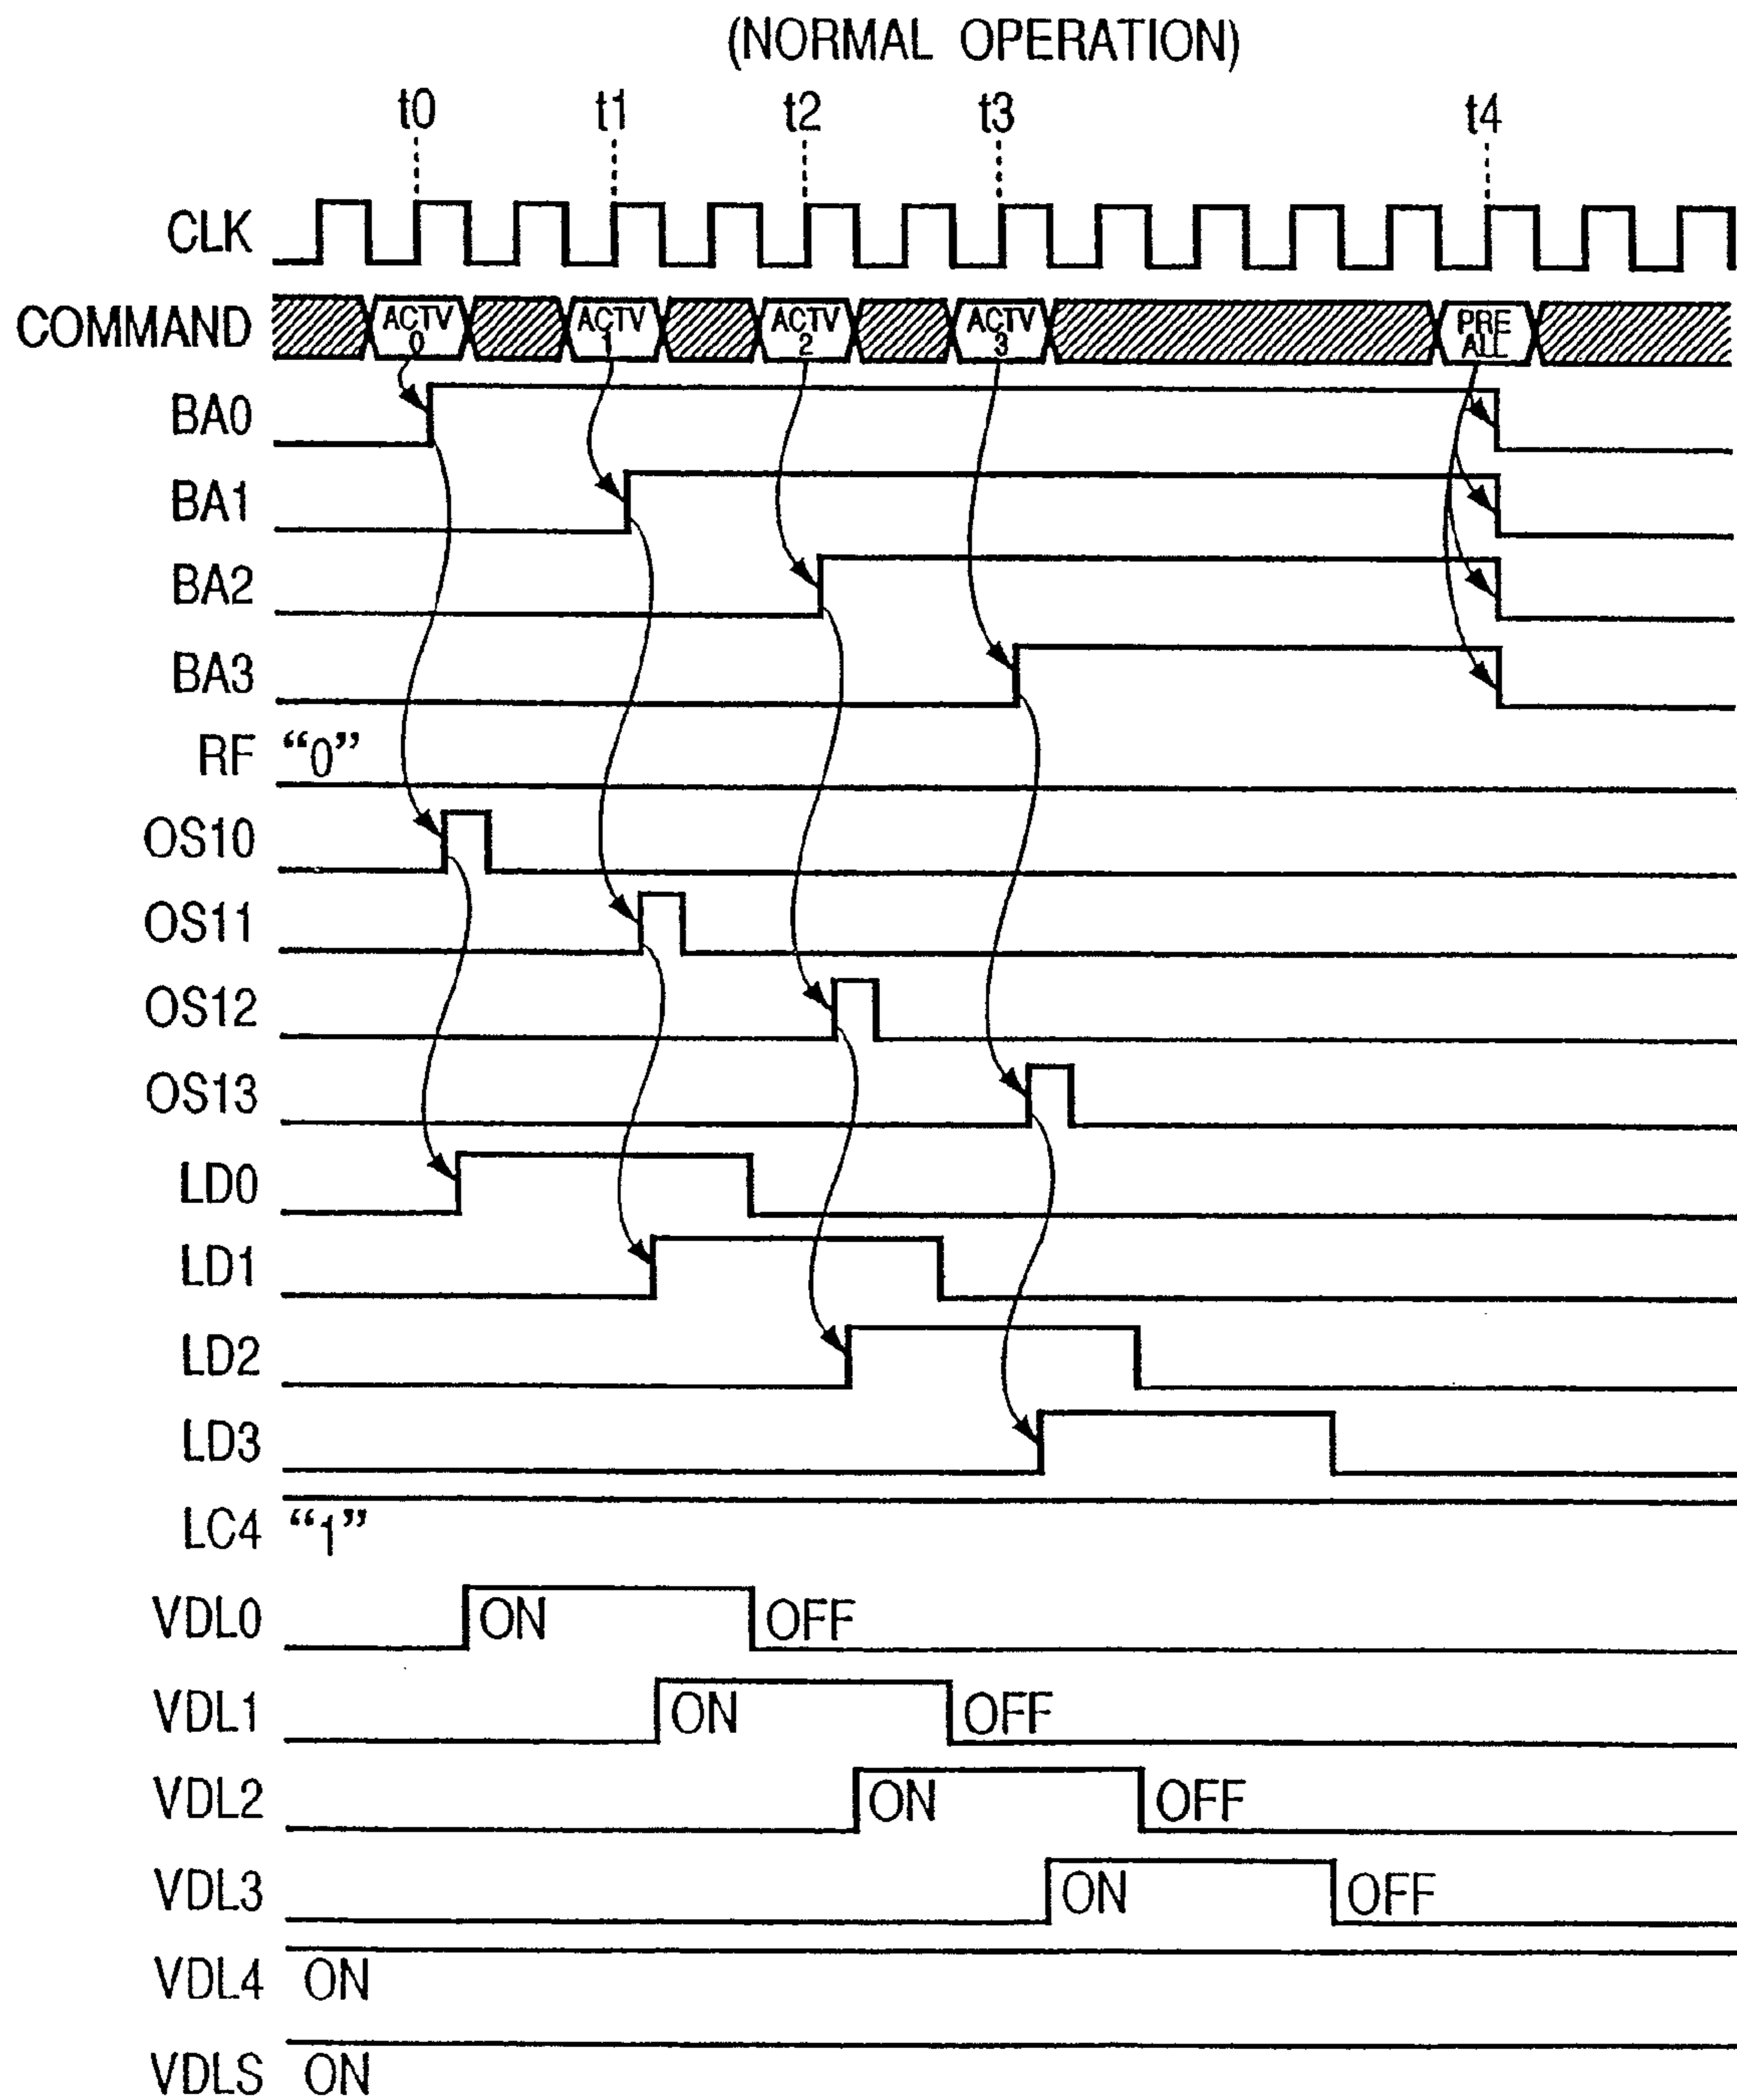 (NORMAL OPERATION)
t0 t1 t2 t3 t4
CLK
COMMAND ACTV 0 ACTV 1 ACTV 2 ACTV 3 PRE ALL
BA0
BA1
BA2
BA3
RF “0”
OS10
OS11
OS12
OS13
LD0
LD1
LD2
LD3
LC4 “1”
VDL0 ON OFF
VDL1 ON OFF
VDL2 ON OFF
VDL3 ON OFF
VDL4 ON
VDLS ON